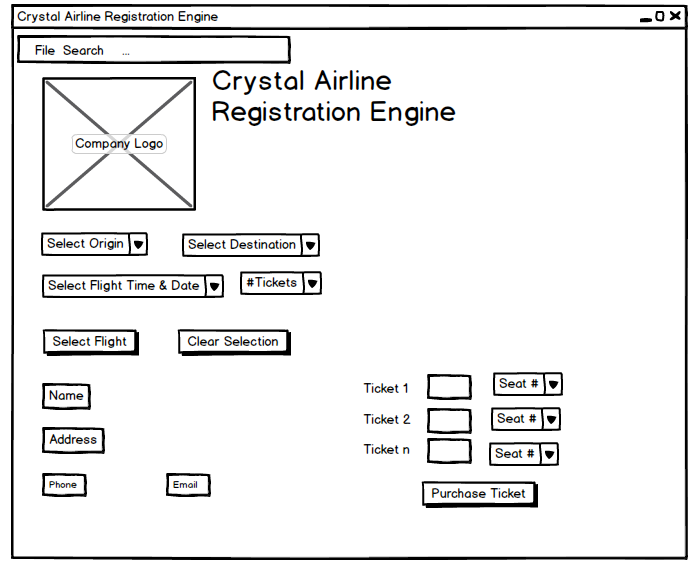 Crystal Airline Registration Engine
File Search ...
Crystal Airline
Registration Engine
Company Logo
Select Origin
Select Destination
Select Flight Time & Date
#Tickets
Select Flight
Clear Selection
Name
Address
Phone
Email
Ticket 1
Seat #
Ticket 2
Seat #
Ticket n
Seat #
Purchase Ticket